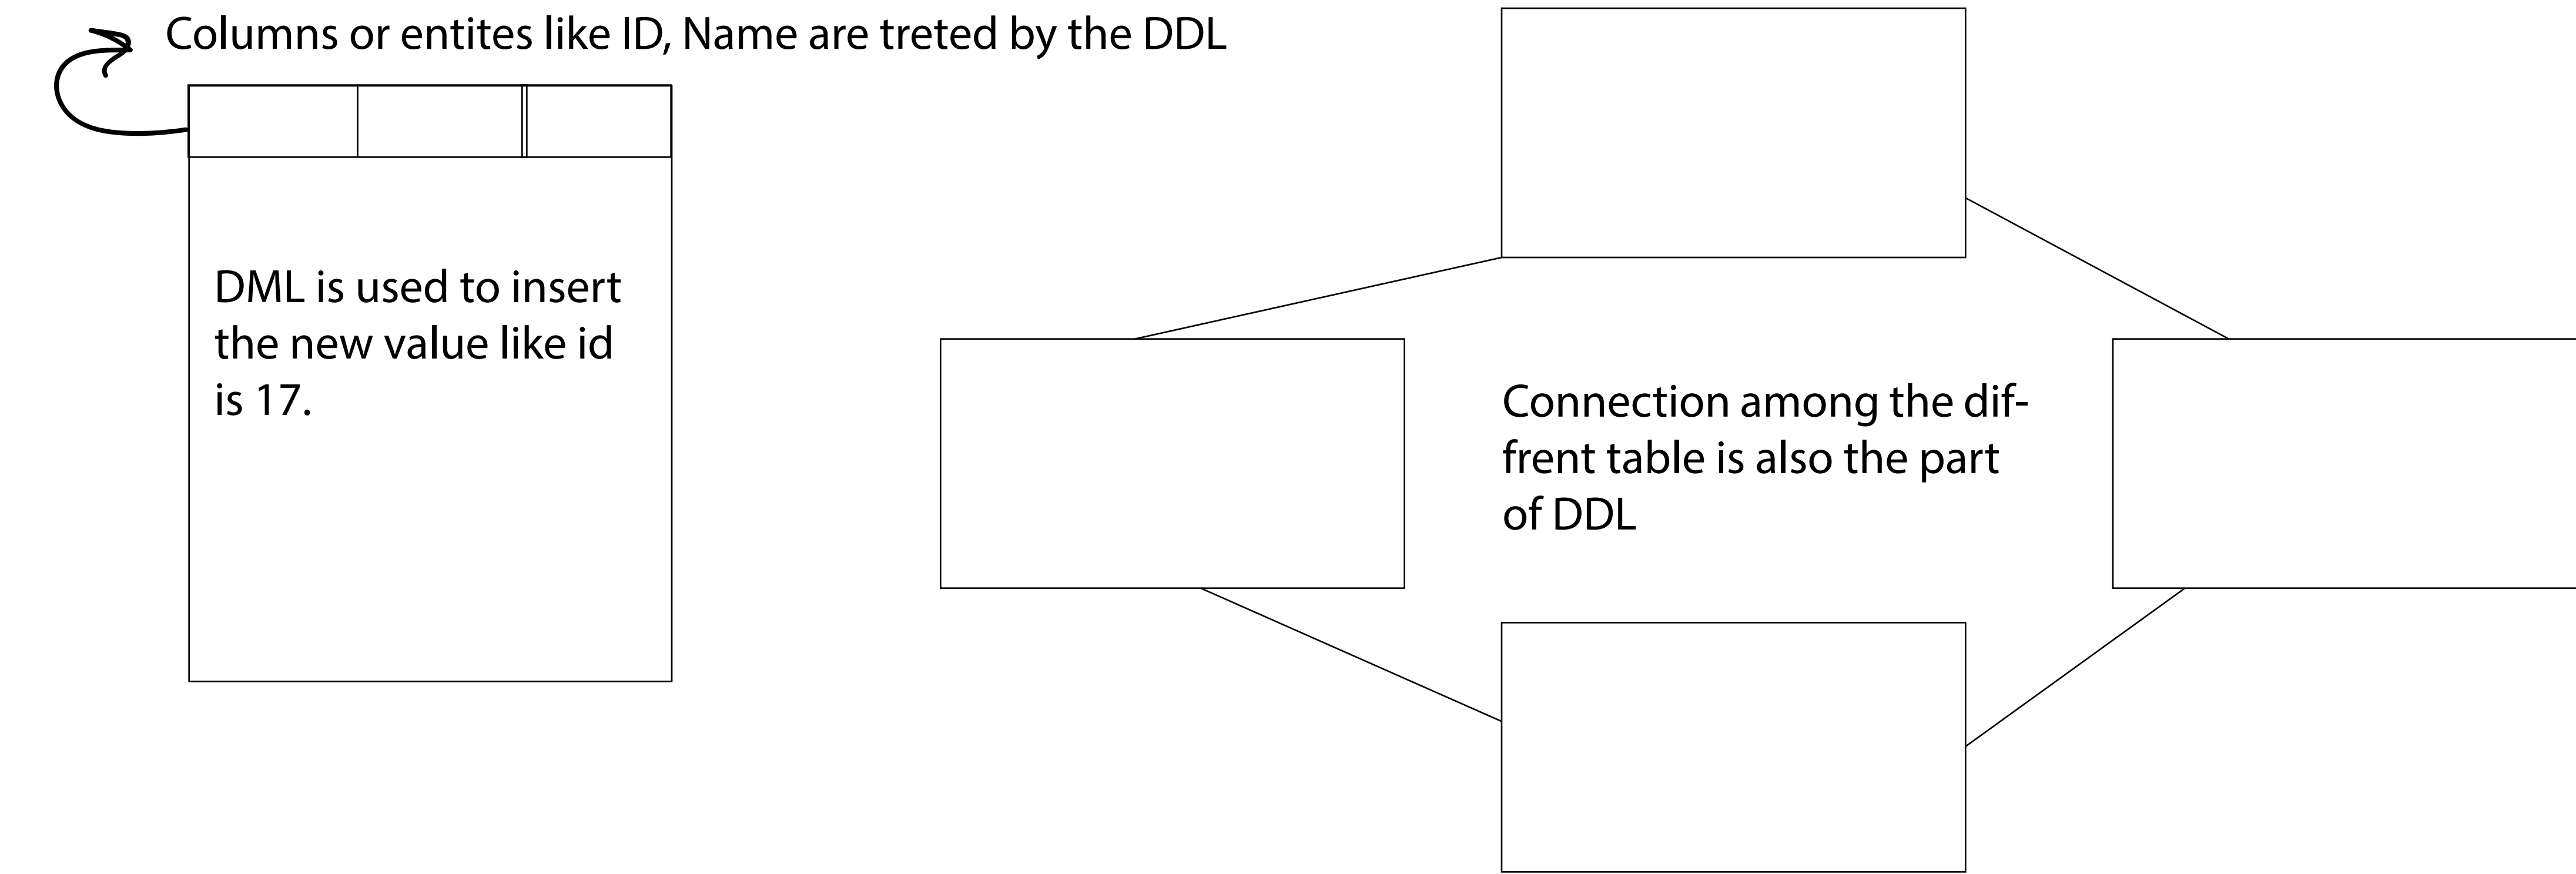 Columns or entites like ID, Name are treted by the DDL
DML is used to insert
the new value like id
is 17.
Connection among the dif-
frent table is also the part
of DDL